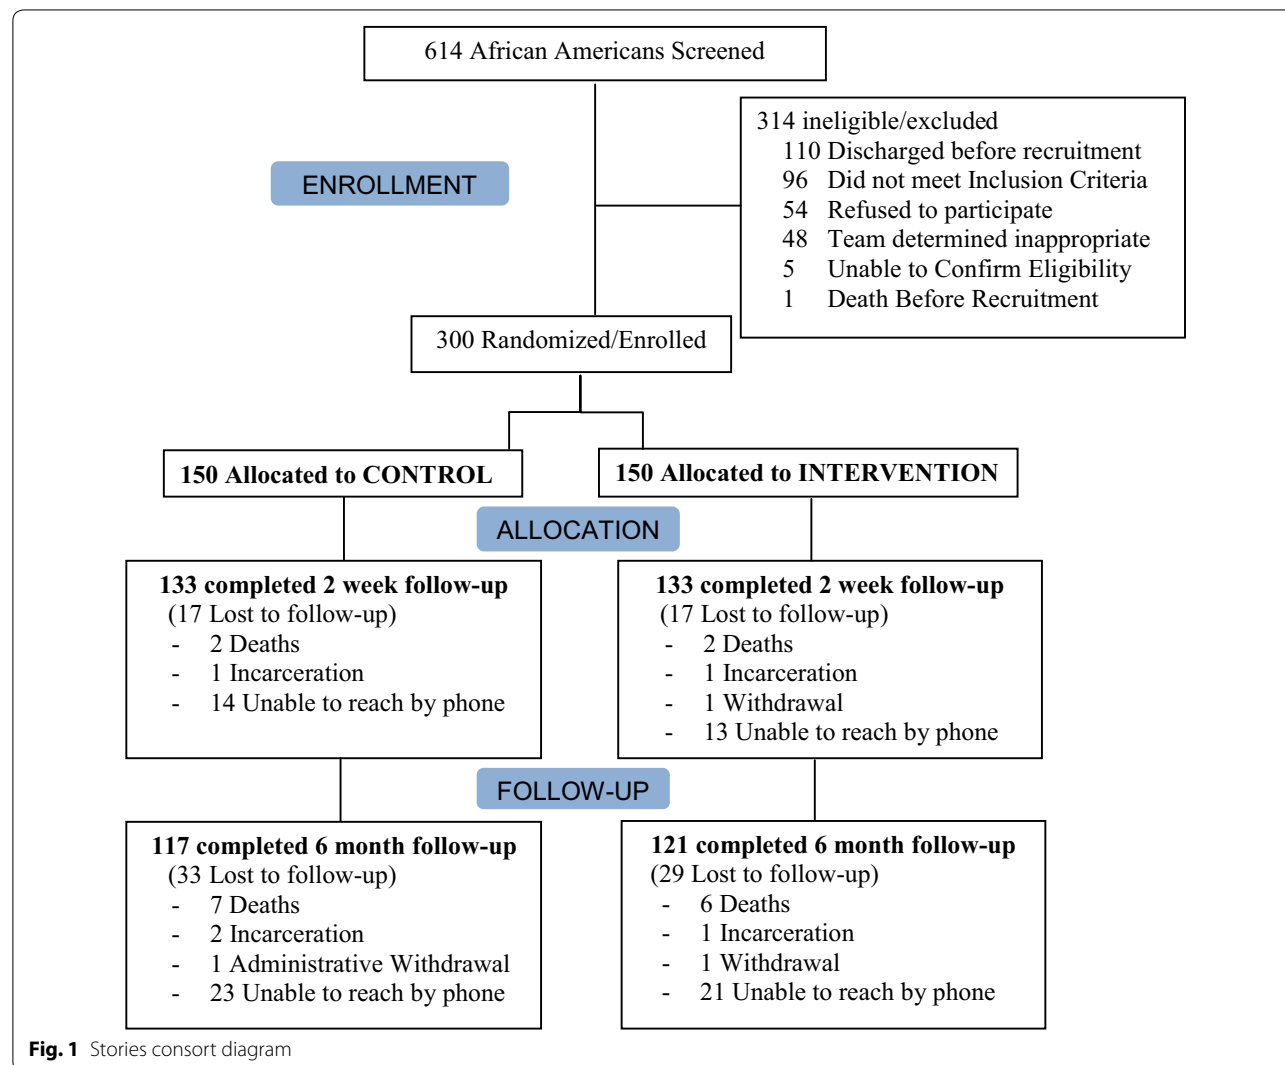 614 African Americans Screened
314 ineligible/excluded
110 Discharged before recruitment
96 Did not meet Inclusion Criteria
54 Refused to participate
48 Team determined inappropriate
5 Unable to Confirm Eligibility
1 Death Before Recruitment
ENROLLMENT
300 Randomized/Enrolled
150 Allocated to CONTROL
150 Allocated to INTERVENTION
ALLOCATION
133 completed 2 week follow-up
(17 Lost to follow-up)
- 2 Deaths
- 1 Incarceration
- 14 Unable to reach by phone
133 completed 2 week follow-up
(17 Lost to follow-up)
- 2 Deaths
- 1 Incarceration
- 1 Withdrawal
- 13 Unable to reach by phone
FOLLOW-UP
117 completed 6 month follow-up
(33 Lost to follow-up)
- 7 Deaths
- 2 Incarceration
- 1 Administrative Withdrawal
- 23 Unable to reach by phone
121 completed 6 month follow-up
(29 Lost to follow-up)
- 6 Deaths
- 1 Incarceration
- 1 Withdrawal
- 21 Unable to reach by phone
Fig. 1 Stories consort diagram